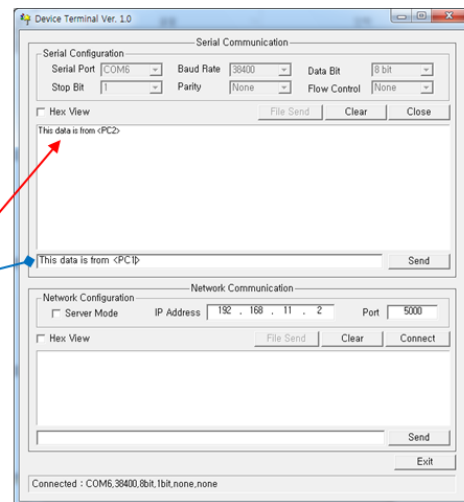 Device Terminal Ver. 1.0
Serial Communication
Serial Configuration
Serial Port COM6 Baud Rate 38400 Data Bit 8 bit
Stop Bit 1 Parity None Flow Control None
Hex View File Send Clear Close
This data is from <PC2>
This data is from <PC1> Send
Network Communication
Network Configuration
Server Mode IP Address 192 . 168 . 11 . 2 Port 5000
Hex View File Send Clear Connect
Send
Exit
Connected : COM6,38400,8bit,1bit,none,none